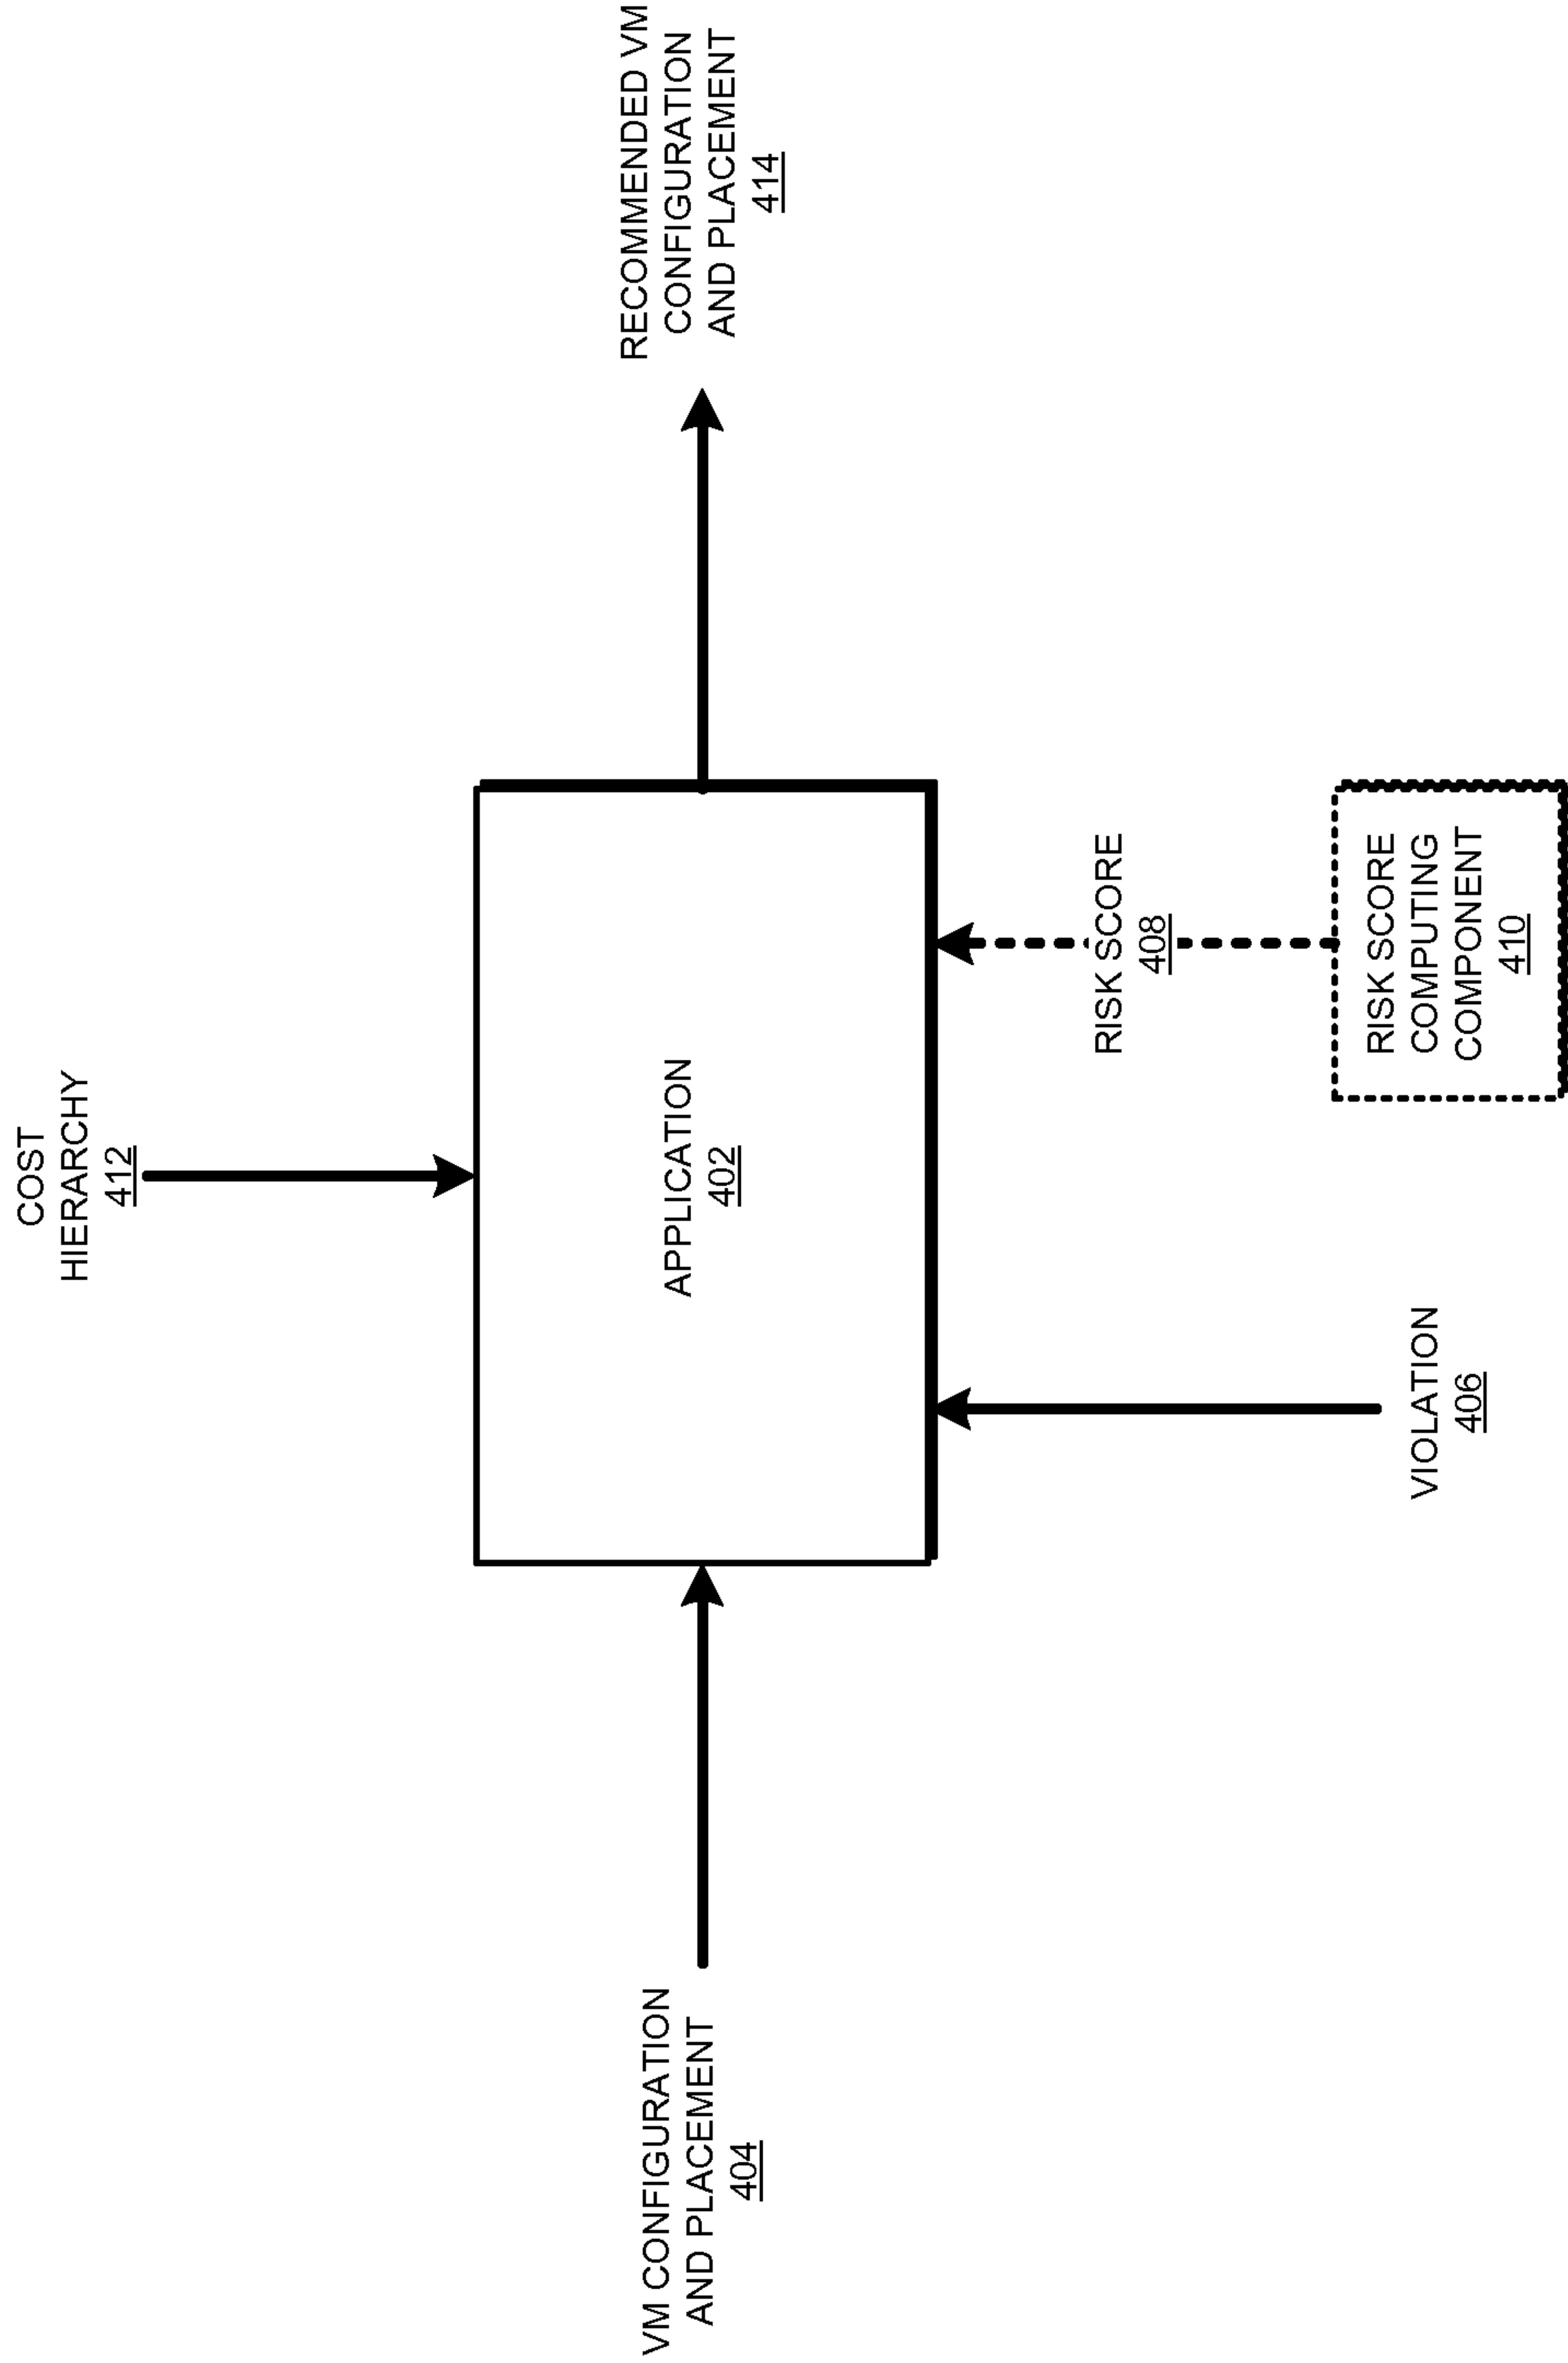 COST
HIERARCHY
412
VM CONFIGURATION
AND PLACEMENT
404
APPLICATION
402
RECOMMENDED VM
CONFIGURATION
AND PLACEMENT
414
VIOLATION
406
RISK SCORE
408
RISK SCORE
COMPUTING
COMPONENT
410